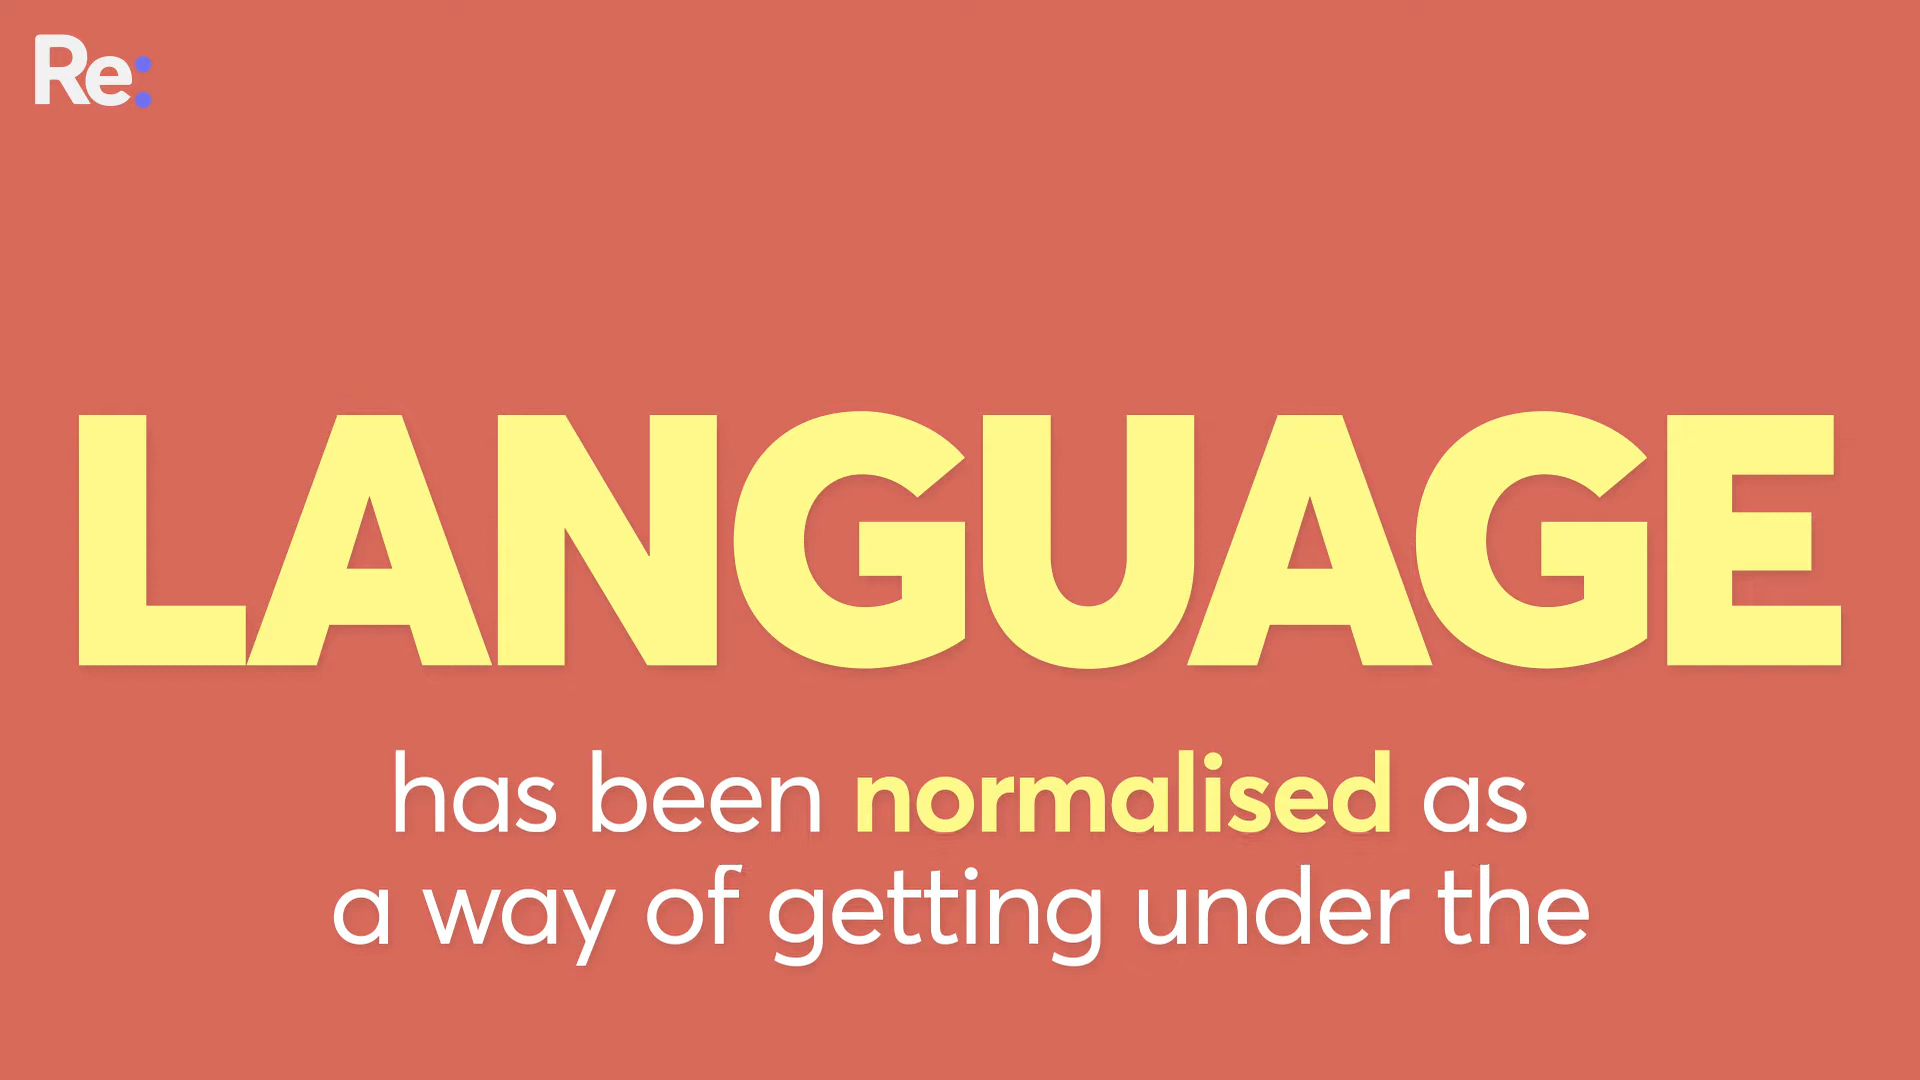 Re:
LANGUAGE
has been normalised as
a way of getting under the